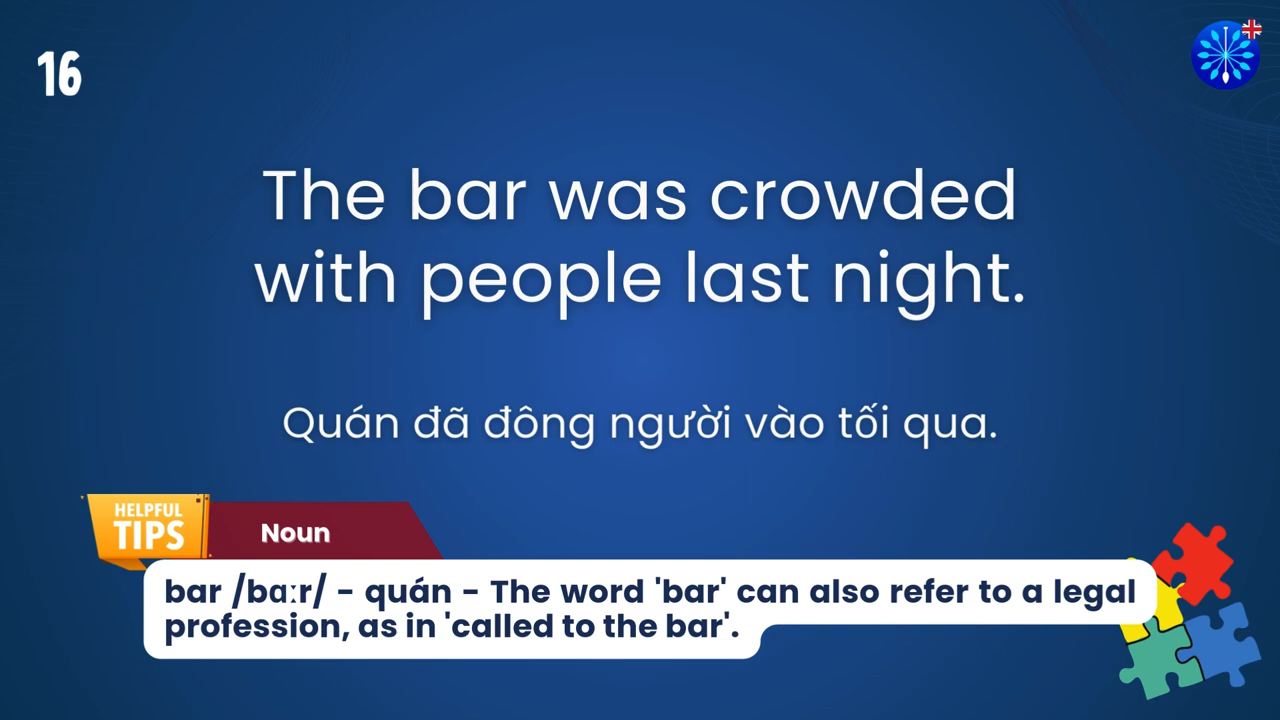 16
The bar was crowded
with people last night.
Quán đã đông người vào tối qua.
HELPFUL
TIPS
Noun
bar /bɑːr/ - quán - The word 'bar' can also refer to a legal
profession, as in 'called to the bar'.